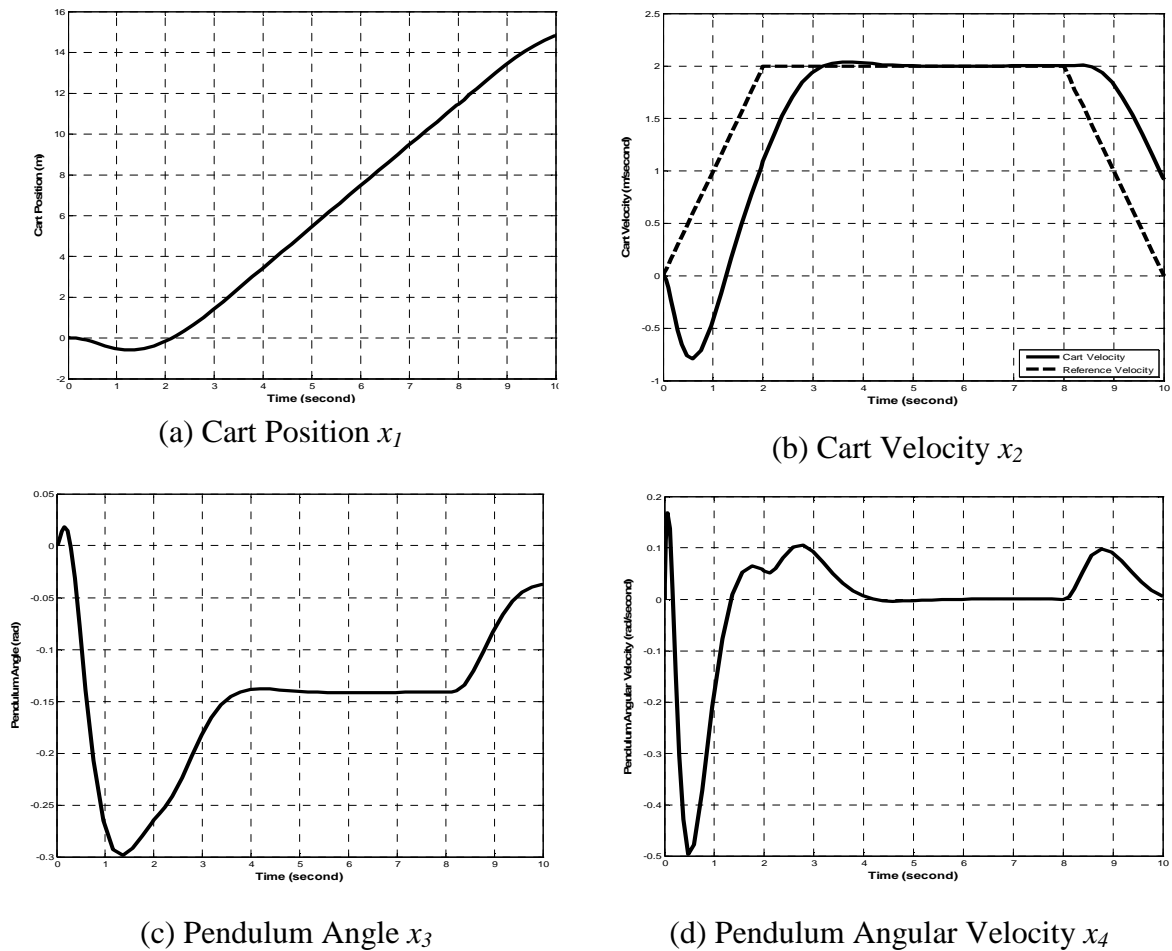 16
14
12
10
8
6
4
2
0
-2
Cart Position (m)
0 1 2 3 4 5 6 7 8 9 10
Time (second)
(a) Cart Position x1
2.5
2
1.5
1
0.5
0
-0.5
-1
Cart Velocity (m/second)
Cart Velocity
Reference Velocity
0 1 2 3 4 5 6 7 8 9 10
Time (second)
(b) Cart Velocity x2
0.05
0
-0.05
-0.1
-0.15
-0.2
-0.25
-0.3
Pendulum Angle (rad)
0 1 2 3 4 5 6 7 8 9 10
Time (second)
(c) Pendulum Angle x3
0.2
0.1
0
-0.1
-0.2
-0.3
-0.4
-0.5
Pendulum Angular Velocity (rad/second)
0 1 2 3 4 5 6 7 8 9 10
Time (second)
(d) Pendulum Angular Velocity x4